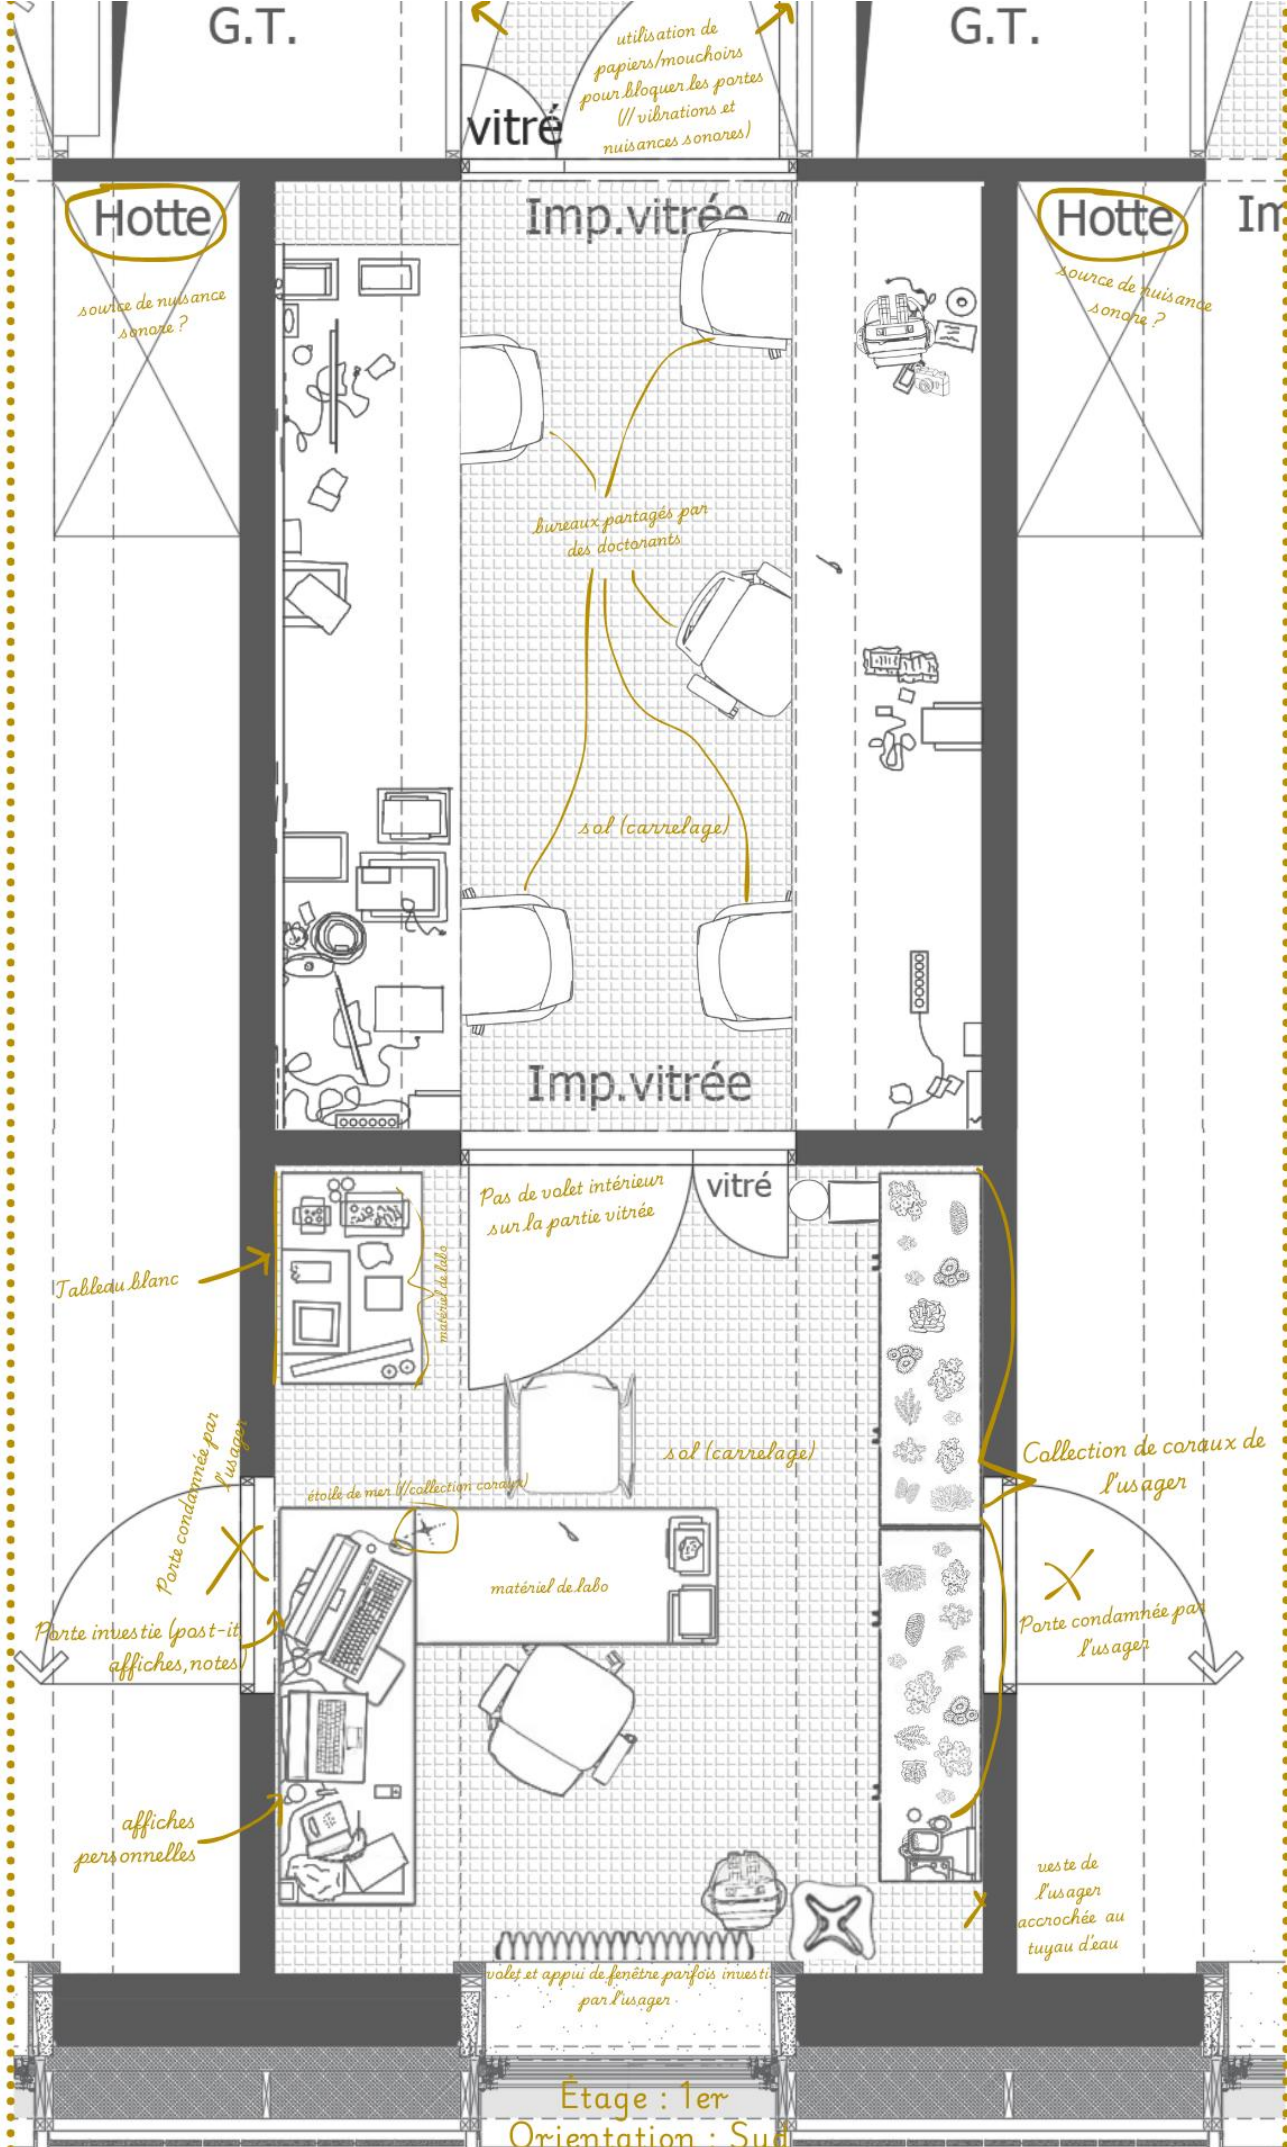 G.T.
G.T.
utilisation de
papiers/mouchoirs
pour bloquer les portes
(// vibrations et
nuisances sonores)
vitré
Hotte
Imp.vitrée
Hotte
Im
source de nuisance
sonore ?
source de nuisance
sonore ?
bureaux partagés par
des doctorants
sol (carrelage)
Imp.vitrée
Pas de volet intérieur
sur la partie vitrée
vitré
Tableau blanc
matériel de labo
Porte condamnée par
l'usager
sol (carrelage)
Collection de coraux de
l'usager
étoile de mer (//collection coraux)
matériel de labo
Porte investie (post-it,
affiches, notes)
Porte condamnée par
l'usager
affiches
personnelles
veste de
l'usager
accrochée au
tuyau d'eau
volet et appui de fenêtre parfois investi
par l'usager
Étage : 1er
Orientation : Sud